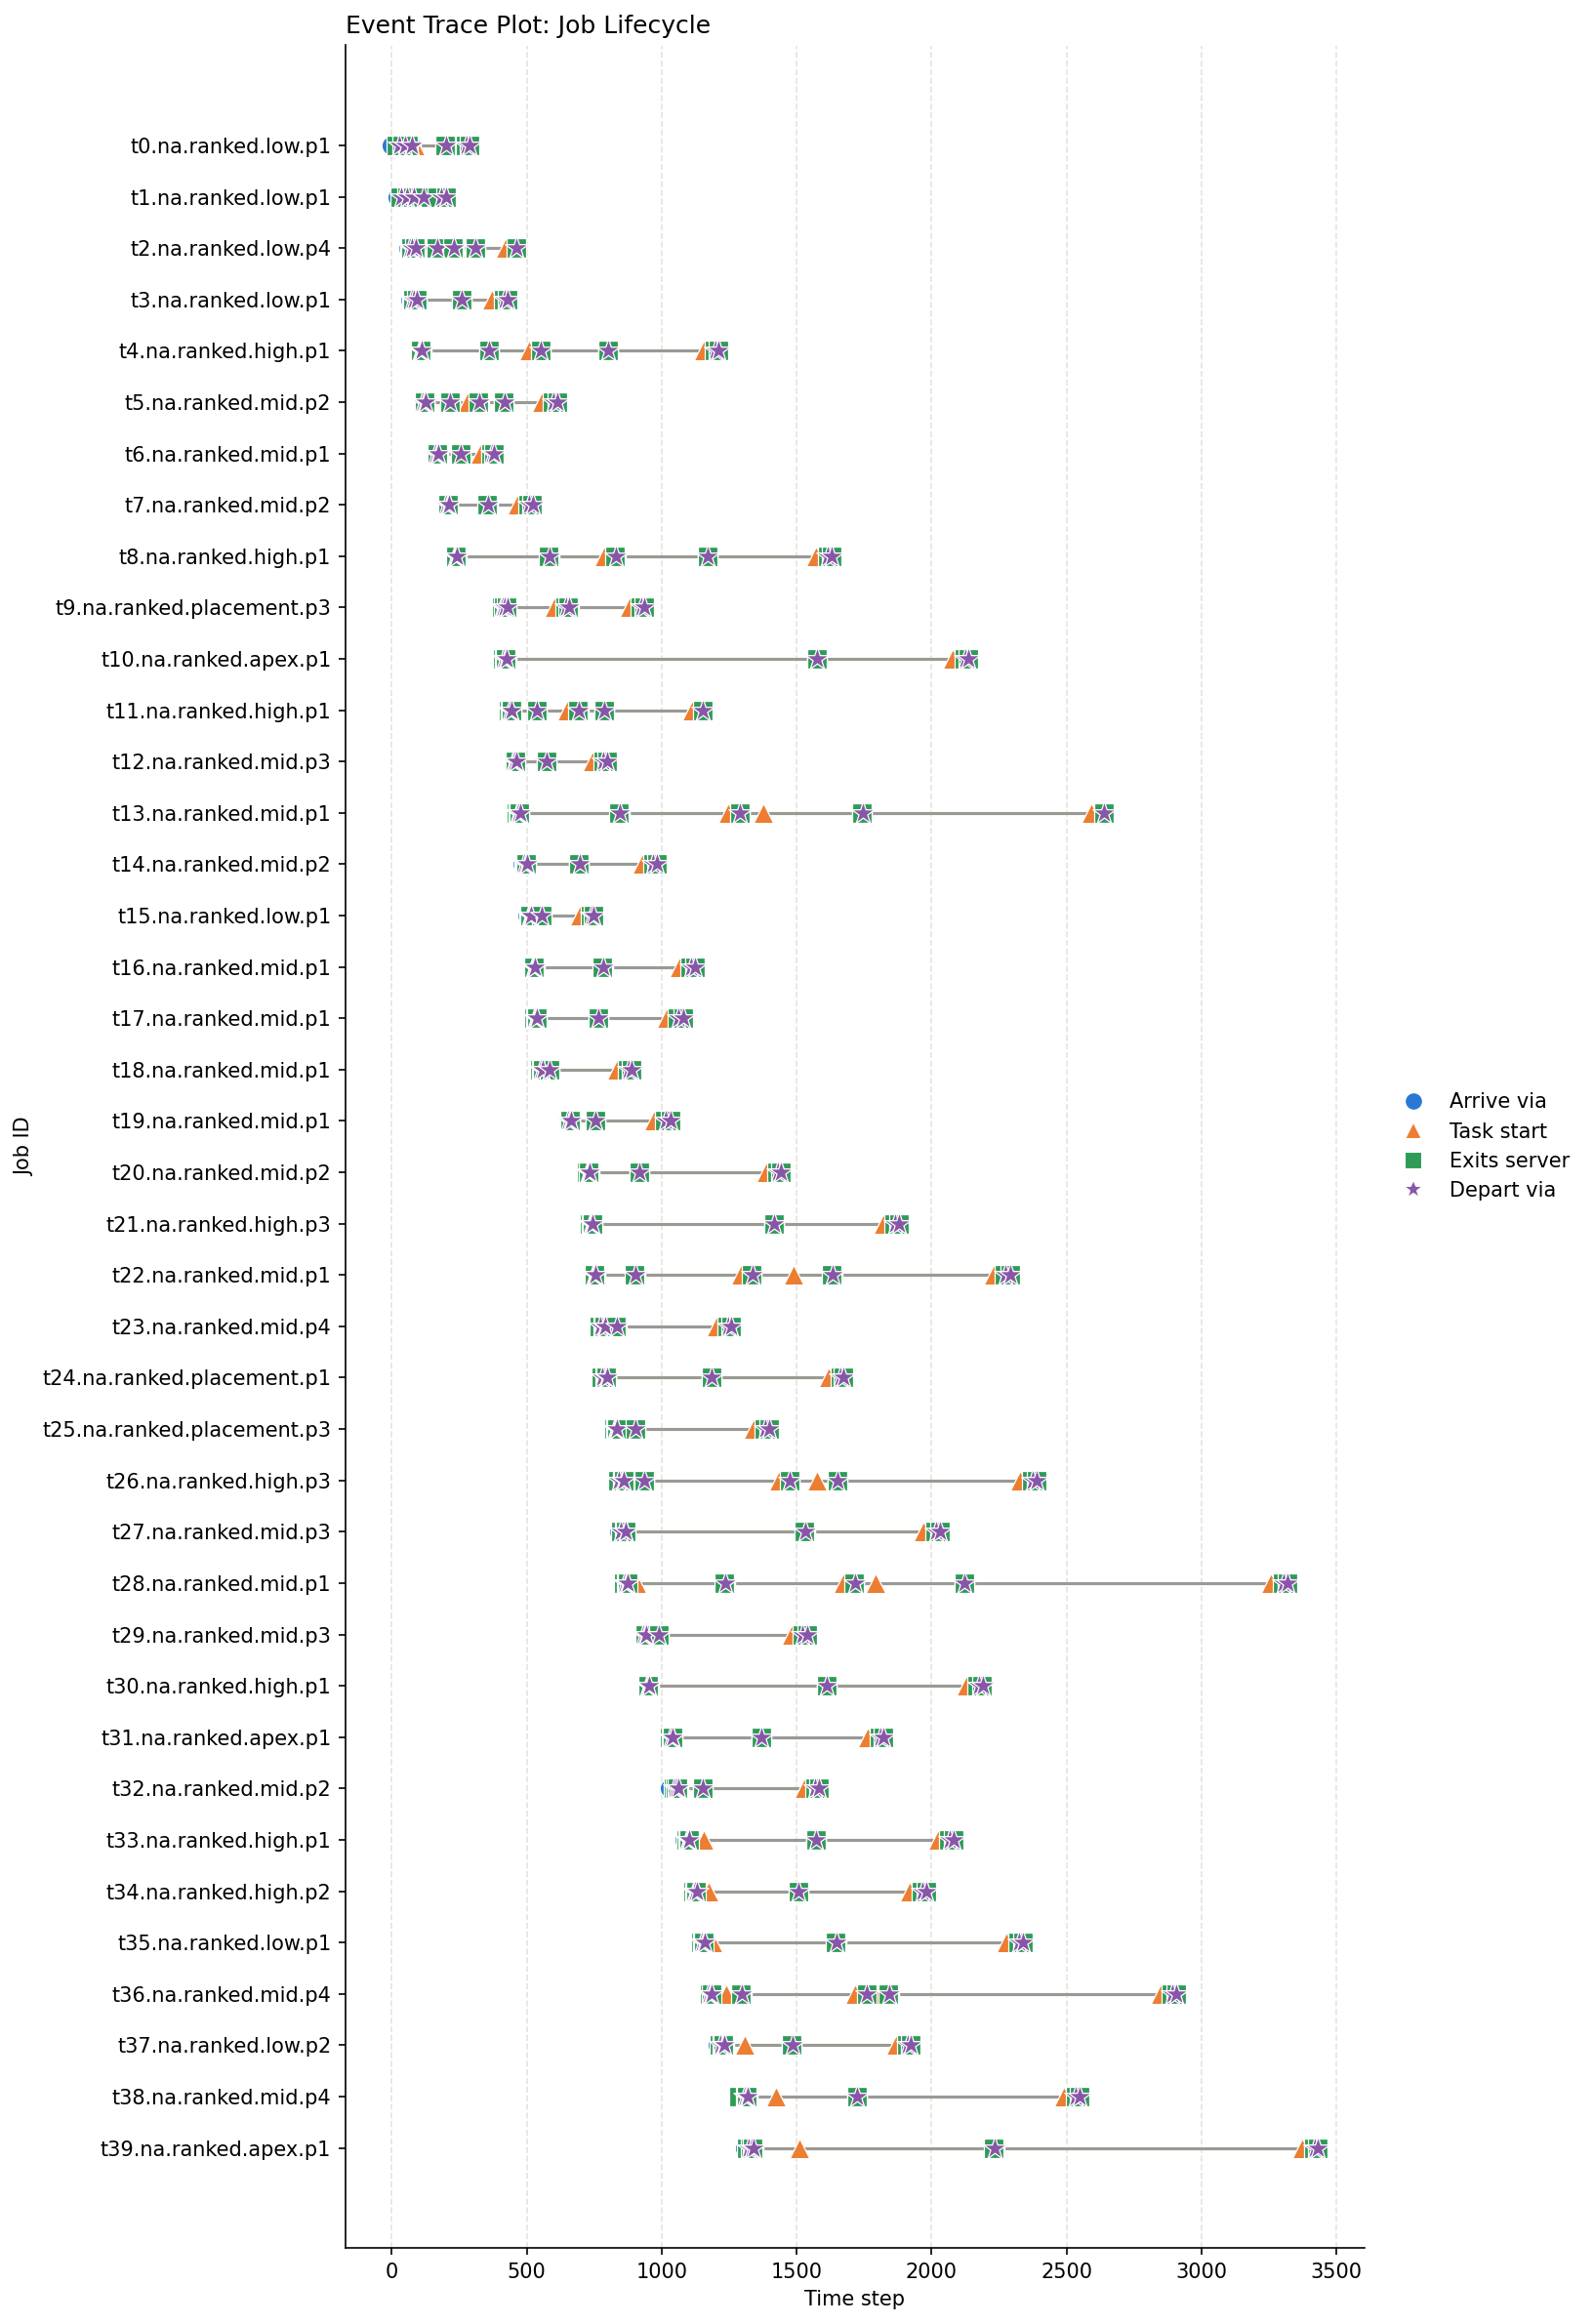 Event Trace Plot: Job Lifecycle
t0.na.ranked.low.p1
t1.na.ranked.low.p1
t2.na.ranked.low.p4
t3.na.ranked.low.p1
t4.na.ranked.high.p1
t5.na.ranked.mid.p2
t6.na.ranked.mid.p1
t7.na.ranked.mid.p2
t8.na.ranked.high.p1
t9.na.ranked.placement.p3
t10.na.ranked.apex.p1
t11.na.ranked.high.p1
t12.na.ranked.mid.p3
t13.na.ranked.mid.p1
t14.na.ranked.mid.p2
t15.na.ranked.low.p1
t16.na.ranked.mid.p1
t17.na.ranked.mid.p1
t18.na.ranked.mid.p1
t19.na.ranked.mid.p1
t20.na.ranked.mid.p2
t21.na.ranked.high.p3
t22.na.ranked.mid.p1
t23.na.ranked.mid.p4
t24.na.ranked.placement.p1
t25.na.ranked.placement.p3
t26.na.ranked.high.p3
t27.na.ranked.mid.p3
t28.na.ranked.mid.p1
t29.na.ranked.mid.p3
t30.na.ranked.high.p1
t31.na.ranked.apex.p1
t32.na.ranked.mid.p2
t33.na.ranked.high.p1
t34.na.ranked.high.p2
t35.na.ranked.low.p1
t36.na.ranked.mid.p4
t37.na.ranked.low.p2
t38.na.ranked.mid.p4
t39.na.ranked.apex.p1
Job ID
0 500 1000 1500 2000 2500 3000 3500
Time step
Arrive via
Task start
Exits server
Depart via